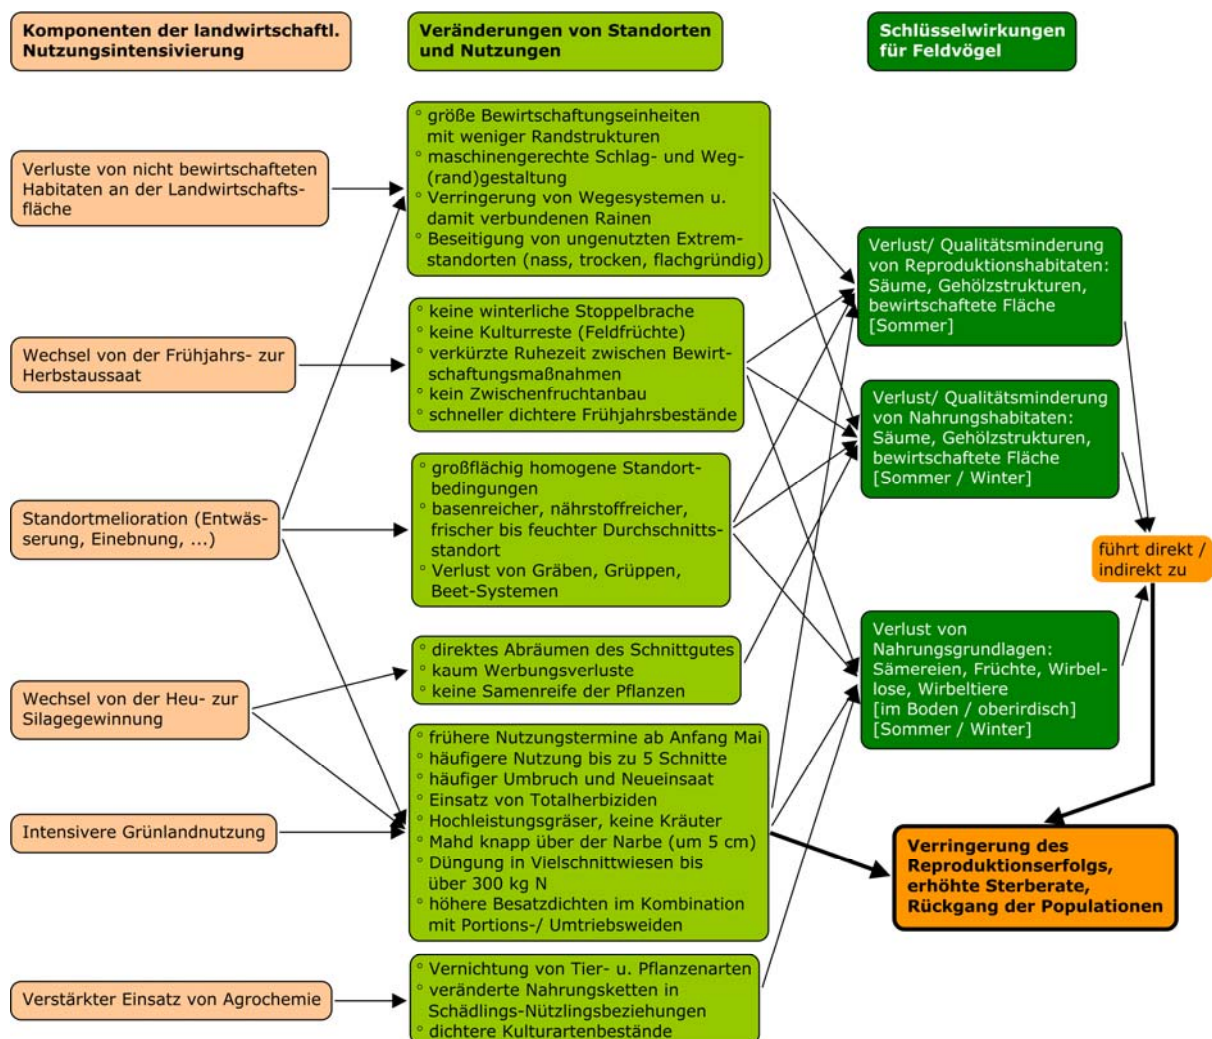 Komponenten der landwirtschaftl.
Nutzungsintensivierung
Verluste von nicht bewirtschafteten
Habitaten an der Landwirtschafts-
fläche
Wechsel von der Frühjahrs- zur
Herbstaussaat
Standortmelioration (Entwäs-
serung, Einebnung, ...)
Wechsel von der Heu- zur
Silagegewinnung
Intensivere Grünlandnutzung
Verstärkter Einsatz von Agrochemie
Veränderungen von Standorten
und Nutzungen
° größe Bewirtschaftungseinheiten
mit weniger Randstrukturen
° maschinengerechte Schlag- und Weg-
(rand)gestaltung
° Verringerung von Wegesystemen u.
damit verbundenen Rainen
° Beseitigung von ungenutzten Extrem-
standorten (nass, trocken, flachgründig)
° keine winterliche Stoppelbrache
° keine Kulturreste (Feldfrüchte)
° verkürzte Ruhezeit zwischen Bewirt-
schaftungsmaßnahmen
° kein Zwischenfruchtanbau
° schneller dichtere Frühjahrsbestände
° großflächig homogene Standort-
bedingungen
° basenreicher, nährstoffreicher,
frischer bis feuchter Durchschnitts-
standort
° Verlust von Gräben, Grüppen,
Beet-Systemen
° direktes Abräumen des Schnittgutes
° kaum Werbungsverluste
° keine Samenreife der Pflanzen
° frühere Nutzungstermine ab Anfang Mai
° häufigere Nutzung bis zu 5 Schnitte
° häufiger Umbruch und Neueinsaat
° Einsatz von Totalherbiziden
° Hochleistungsgräser, keine Kräuter
° Mahd knapp über der Narbe (um 5 cm)
° Düngung in Vielschnittwiesen bis
über 300 kg N
° höhere Besatzdichten im Kombination
mit Portions-/ Umtriebsweiden
° Vernichtung von Tier- u. Pflanzenarten
° veränderte Nahrungsketten in
Schädlings-Nützlingsbeziehungen
° dichtere Kulturartenbestände
Schlüsselwirkungen
für Feldvögel
Verlust/ Qualitätsminderung
von Reproduktionshabitaten:
Säume, Gehölzstrukturen,
bewirtschaftete Fläche
[Sommer]
Verlust/ Qualitätsminderung
von Nahrungshabitaten:
Säume, Gehölzstrukturen,
bewirtschaftete Fläche
[Sommer / Winter]
Verlust von
Nahrungsgrundlagen:
Sämereien, Früchte, Wirbel-
lose, Wirbeltiere
[im Boden / oberirdisch]
[Sommer / Winter]
führt direkt /
indirekt zu
Verringerung des
Reproduktionserfolgs,
erhöhte Sterberate,
Rückgang der Populationen